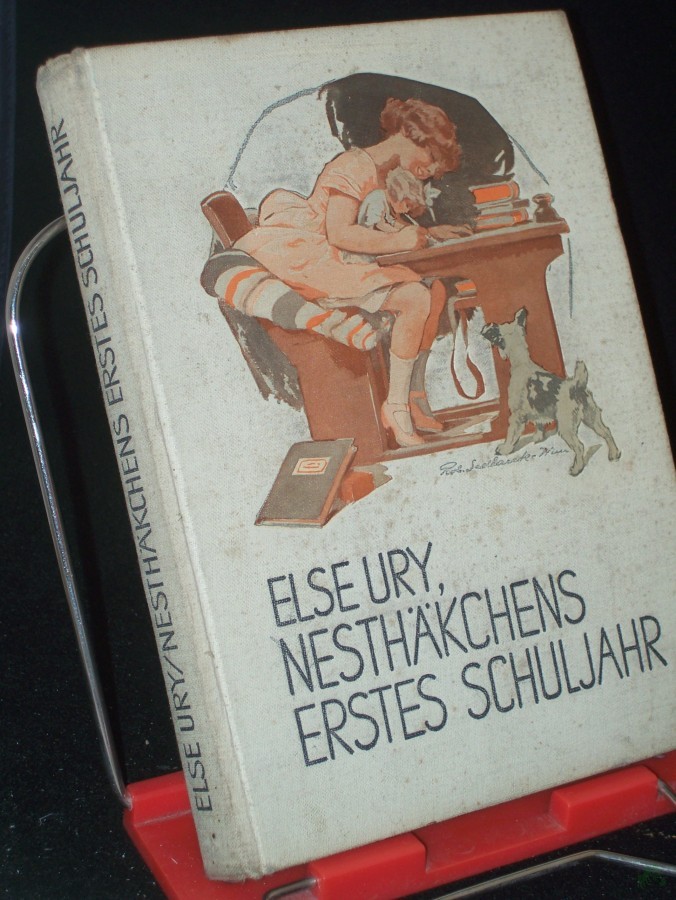 ELSE URY/NESTHÄKCHENS ERSTES SCHULJAHR
ELSE URY,
NESTHÄKCHENS
ERSTES SCHULJAHR